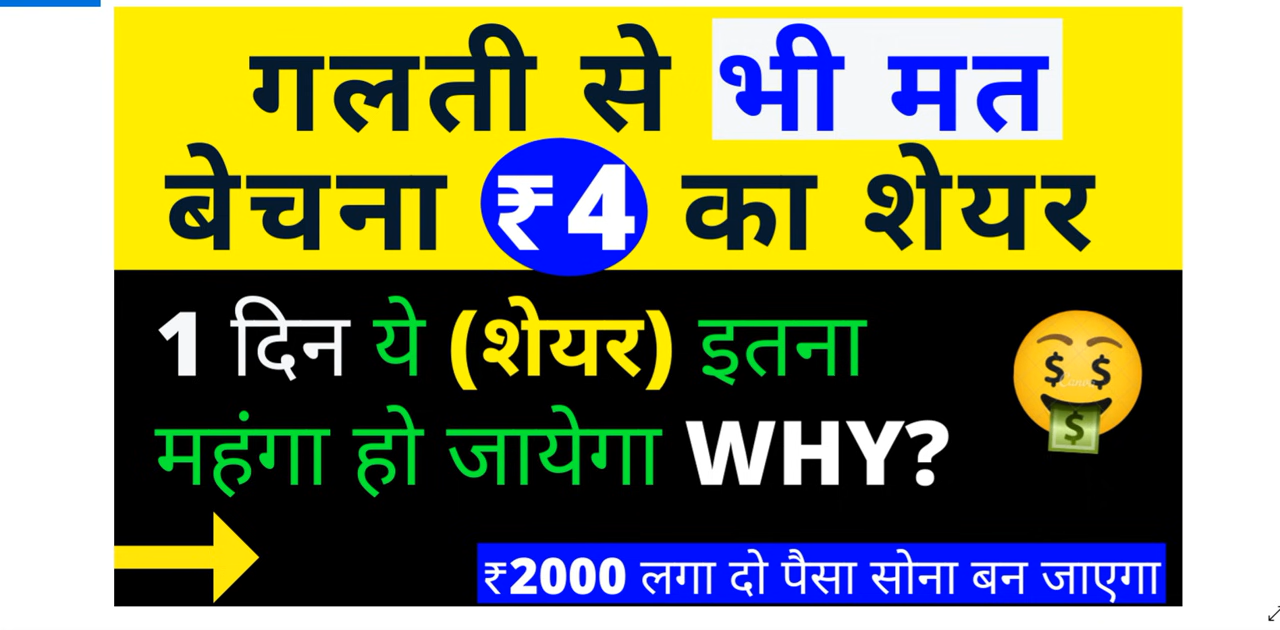 गलती से भी मत
बेचना ₹4 का शेयर
1 दिन ये (शेयर) इतना
महंगा हो जायेगा WHY?
₹2000 लगा दो पैसा सोना बन जाएगा